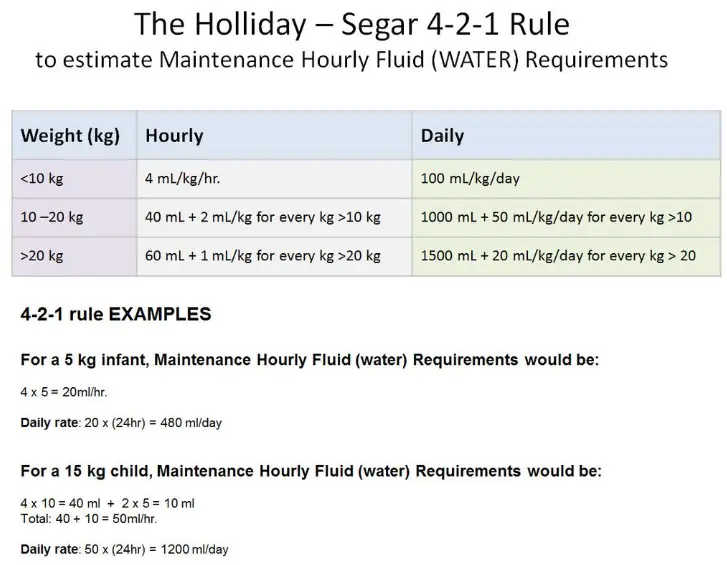 The Holliday – Segar 4-2-1 Rule
to estimate Maintenance Hourly Fluid (WATER) Requirements
Weight (kg) Hourly Daily
<10 kg 4 mL/kg/hr. 100 mL/kg/day
10 –20 kg 40 mL + 2 mL/kg for every kg >10 kg 1000 mL + 50 mL/kg/day for every kg >10
>20 kg 60 mL + 1 mL/kg for every kg >20 kg 1500 mL + 20 mL/kg/day for every kg > 20
4-2-1 rule EXAMPLES
For a 5 kg infant, Maintenance Hourly Fluid (water) Requirements would be:
4 x 5 = 20ml/hr.
Daily rate: 20 x (24hr) = 480 ml/day
For a 15 kg child, Maintenance Hourly Fluid (water) Requirements would be:
4 x 10 = 40 ml + 2 x 5 = 10 ml
Total: 40 + 10 = 50ml/hr.
Daily rate: 50 x (24hr) = 1200 ml/day